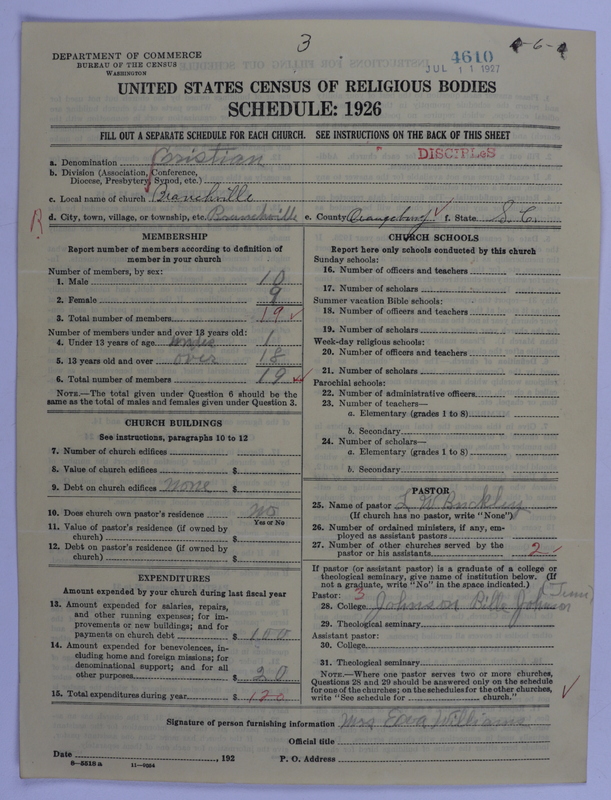 3
4610
JUL 11 1927
DEPARTMENT OF COMMERCE
BUREAU OF THE CENSUS
WASHINGTON
UNITED STATES CENSUS OF RELIGIOUS BODIES
SCHEDULE: 1926
FILL OUT A SEPARATE SCHEDULE FOR EACH CHURCH. SEE INSTRUCTIONS ON THE BACK OF THIS SHEET
a. Denomination Cristian DISCIPLES
b. Division (Association, Conference,
Diocese, Presbytery, Synod, etc.)
c. Local name of church Branchville
d. City, town, village, or township, etc. Branchville e. County Orangeburg f. State S. C.
MEMBERSHIP
Report number of members according to definition of
member in your church
Number of members, by sex:
1. Male 10
2. Female 9
3. Total number of members 19
Number of members under and over 13 years old:
4. Under 13 years of age 1
5. 13 years old and over over 18
6. Total number of members 19
NOTE.—The total given under Question 6 should be the
same as the total of males and females given under Question 3.
CHURCH BUILDINGS
See instructions, paragraphs 10 to 12
7. Number of church edifices
8. Value of church edifices $
9. Debt on church edifices none $
10. Does church own pastor's residence no
Yes or No
11. Value of pastor's residence (if owned by
church) $
12. Debt on pastor's residence (if owned by
church) $
EXPENDITURES
Amount expended by your church during last fiscal year
13. Amount expended for salaries, repairs,
and other running expenses; for im-
provements or new buildings; and for
payments on church debt $ 100
14. Amount expended for benevolences, in-
cluding home and foreign missions; for
denominational support; and for all
other purposes $ 20
15. Total expenditures during year $ 120
CHURCH SCHOOLS
Report here only schools conducted by this church
Sunday schools:
16. Number of officers and teachers
17. Number of scholars
Summer vacation Bible schools:
18. Number of officers and teachers
19. Number of scholars
Week-day religious schools:
20. Number of officers and teachers
21. Number of scholars
Parochial schools:
22. Number of administrative officers
23. Number of teachers—
a. Elementary (grades 1 to 8)
b. Secondary
24. Number of scholars—
a. Elementary (grades 1 to 8)
b. Secondary
PASTOR
25. Name of pastor L. W. Buckley
(If church has no pastor, write "None")
26. Number of ordained ministers, if any, em-
ployed as assistant pastors
27. Number of other churches served by the
pastor or his assistants 2
If pastor (or assistant pastor) is a graduate of a college or
theological seminary, give name of institution below. (If
not a graduate, write "No" in the space indicated.) (Tenn)
Pastor: 3
28. College Johnson Bible Johnson
29. Theological seminary
Assistant pastor:
30. College
31. Theological seminary
NOTE.—Where one pastor serves two or more churches,
Questions 28 and 29 should be answered only on the schedule
for one of the churches; on the schedules for the other churches,
write "See schedule for church."
Signature of person furnishing information Mrs Eova Williams
Official title
Date , 192 P. O. Address
8—5518a 11—9054